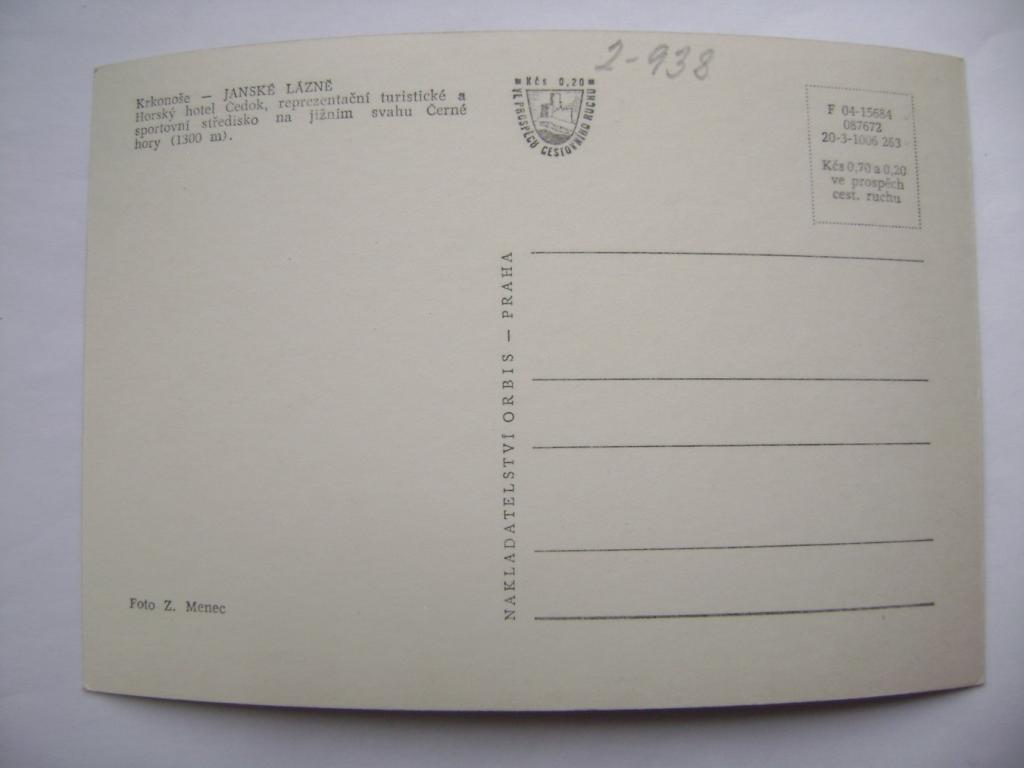 2-938
Krkonoše — JANSKÉ LÁZNĚ
Horský hotel Čedok, reprezentační turistické a
sportovní středisko na jižním svahu Černé
hory (1300 m).
Kčs 0,20
VE PROSPĚCH CESTOVNÍHO RUCHU
F 04-15684
087672
20-3-1006 263
Kčs 0,70 a 0,20
ve prospěch
cest. ruchu
NAKLADATELSTVÍ ORBIS — PRAHA
Foto Z. Menec